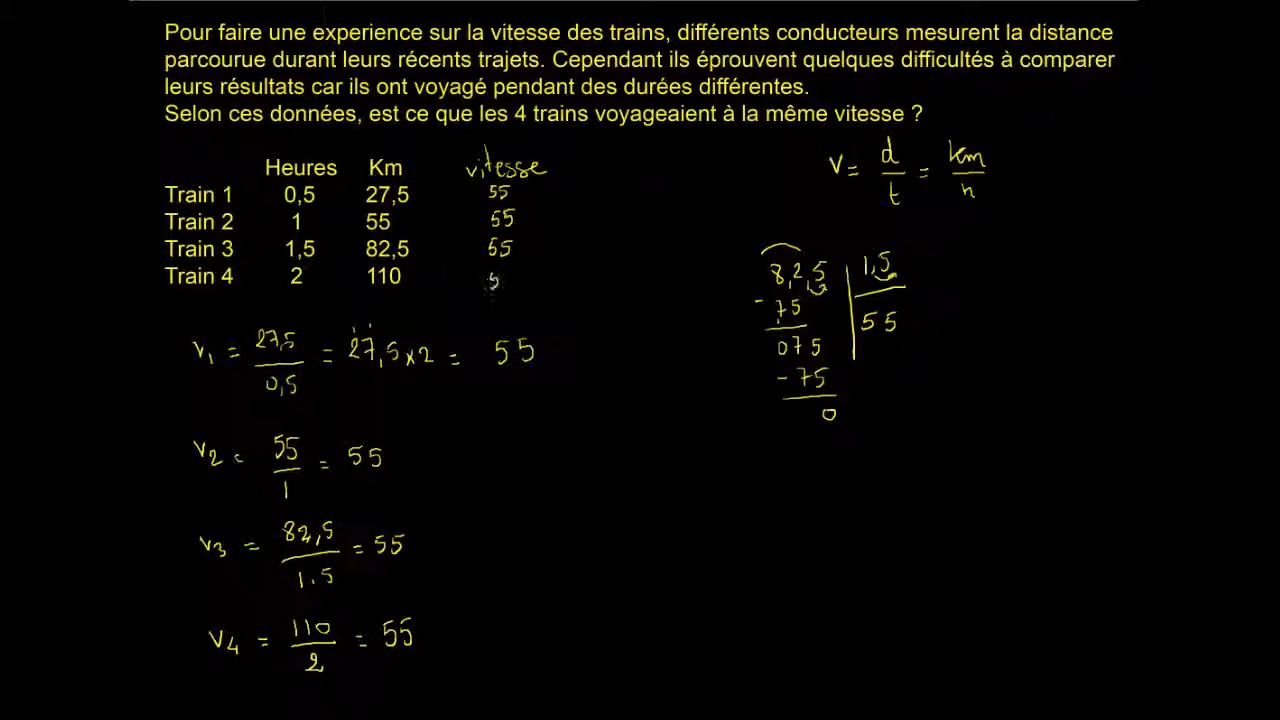 Pour faire une experience sur la vitesse des trains, différents conducteurs mesurent la distance
parcourue durant leurs récents trajets. Cependant ils éprouvent quelques difficultés à comparer
leurs résultats car ils ont voyagé pendant des durées différentes.
Selon ces données, est ce que les 4 trains voyageaient à la même vitesse ?
Heures Km vitesse
Train 1 0,5 27,5 55
Train 2 1 55 55
Train 3 1,5 82,5 55
Train 4 2 110 5
V = d/t = km/h
82,5 | 1,5
- 75 | 55
075
- 75
0
V1 = 27,5/0,5 = 27,5 x 2 = 55
V2 = 55/1 = 55
V3 = 82,5/1.5 = 55
V4 = 110/2 = 55